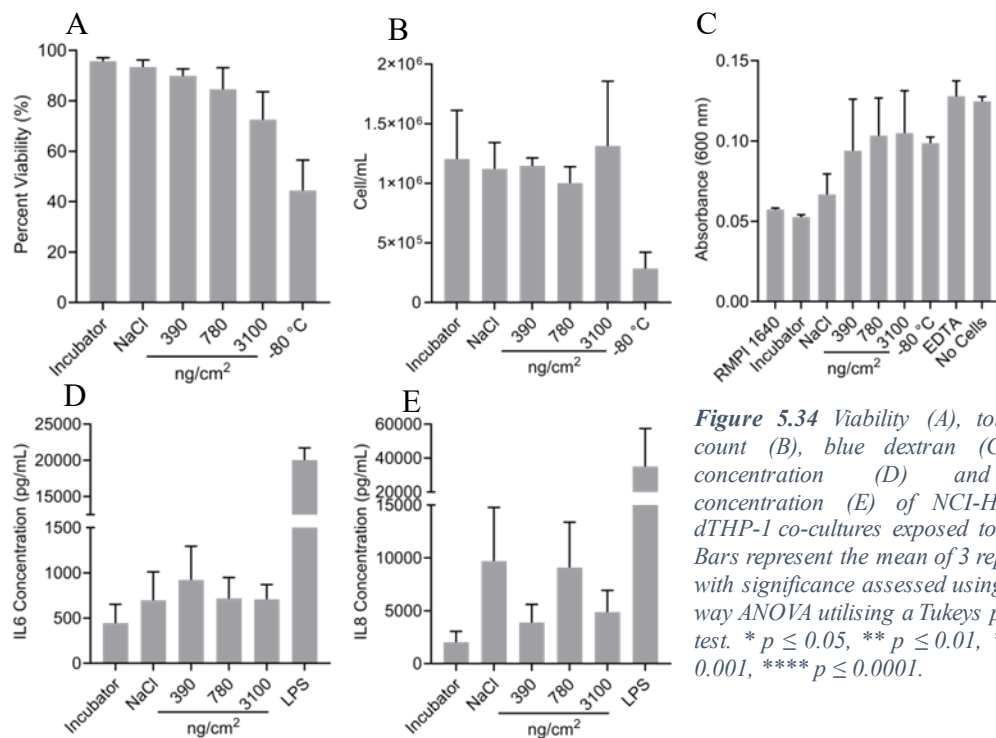 A
Percent Viability (%)
100
80
60
40
20
0
Incubator
NaCl
390
780
3100
-80 °C
ng/cm²
B
Cell/mL
2×10⁶
1.5×10⁶
1×10⁶
5×10⁵
0
Incubator
NaCl
390
780
3100
-80 °C
ng/cm²
C
Absorbance (600 nm)
0.15
0.10
0.05
0.00
RMPI 1640
Incubator
NaCl
390
780
3100
-80 °C
EDTA
No Cells
ng/cm²
D
IL6 Concentration (pg/mL)
25000
20000
15000
10000
1500
1000
500
0
Incubator
NaCl
390
780
3100
LPS
ng/cm²
E
IL8 Concentration (pg/mL)
60000
40000
20000
15000
10000
5000
0
Incubator
NaCl
390
780
3100
LPS
ng/cm²
Figure 5.34 Viability (A),
count (B), blue dextran
concentration (D) and
concentration (E) of
dTHP-1 co-cultures exposed to
Bars represent the mean of 3
with significance assessed using
way ANOVA utilising a Tukeys
test. * p ≤ 0.05, ** p ≤ 0.01,
0.001, **** p ≤ 0.0001.